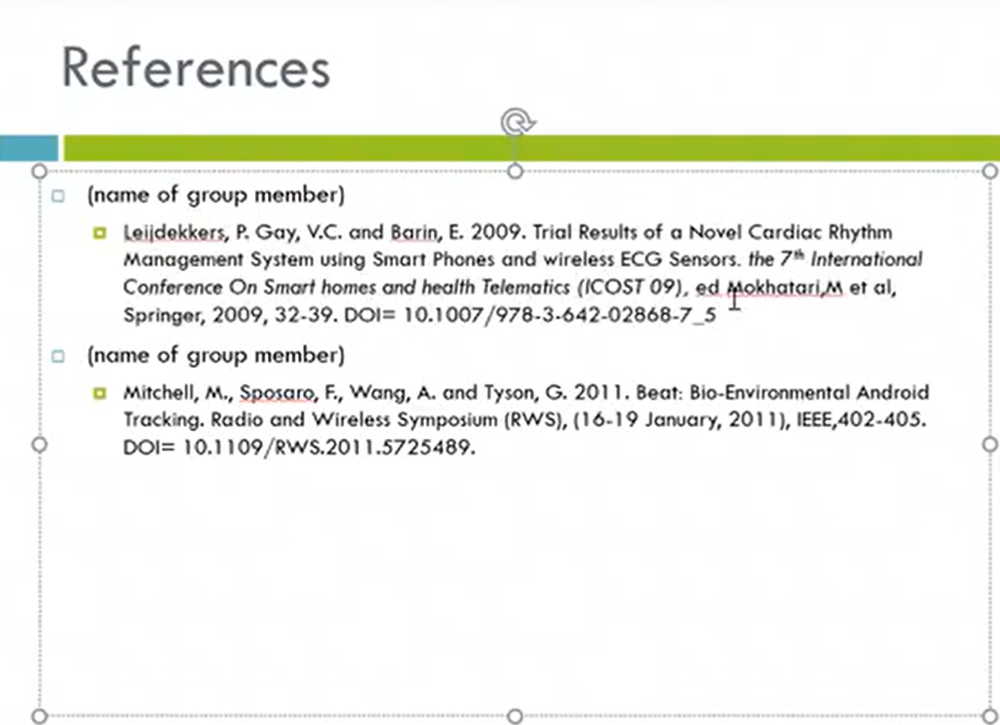 References
(name of group member)
Leijdekkers, P. Gay, V.C. and Barin, E. 2009. Trial Results of a Novel Cardiac Rhythm
Management System using Smart Phones and wireless ECG Sensors. the 7th International
Conference On Smart homes and health Telematics (ICOST 09), ed Mokhatari,M et al,
Springer, 2009, 32-39. DOI= 10.1007/978-3-642-02868-7_5
(name of group member)
Mitchell, M., Sposaro, F., Wang, A. and Tyson, G. 2011. Beat: Bio-Environmental Android
Tracking. Radio and Wireless Symposium (RWS), (16-19 January, 2011), IEEE,402-405.
DOI= 10.1109/RWS.2011.5725489.